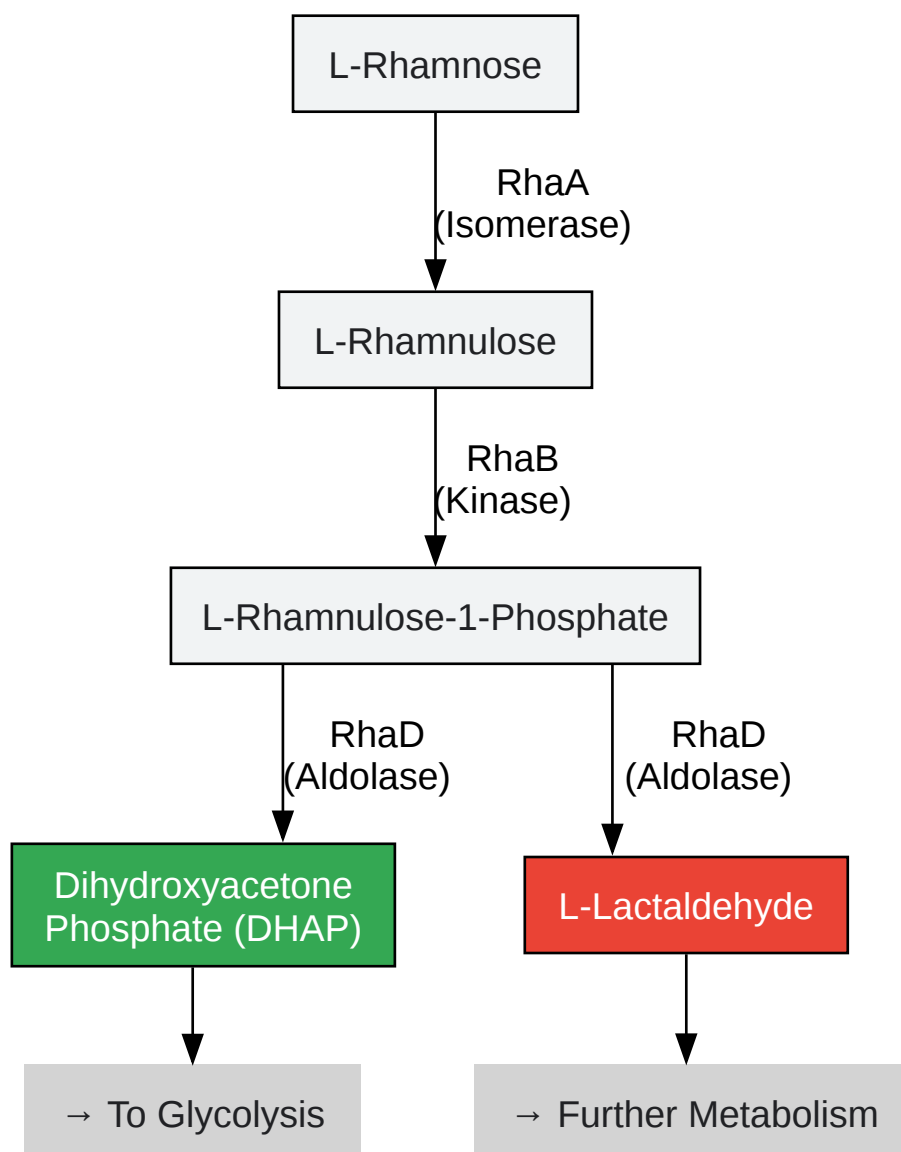 L-Rhamnose
RhaA
(Isomerase)
L-Rhamnulose
RhaB
(Kinase)
L-Rhamnulose-1-Phosphate
RhaD
(Aldolase)
RhaD
(Aldolase)
Dihydroxyacetone
Phosphate (DHAP)
L-Lactaldehyde
→ To Glycolysis
→ Further Metabolism